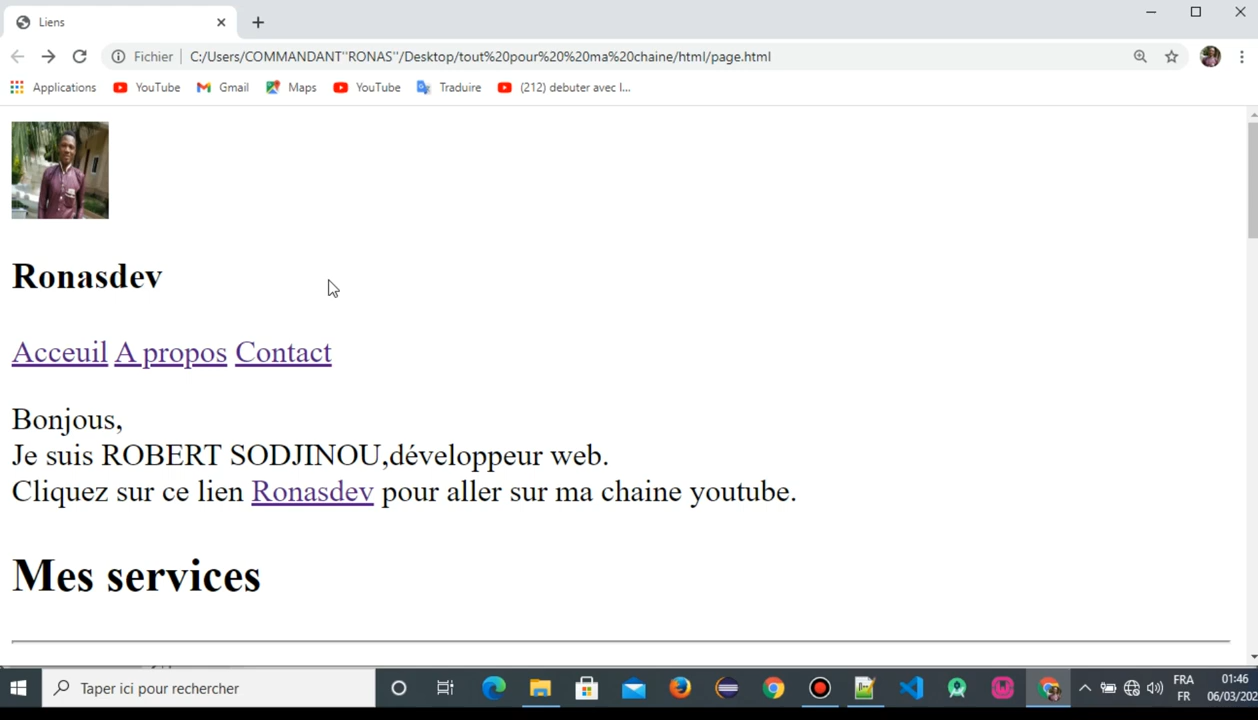 Liens
Fichier C:/Users/COMMANDANT"RONAS"/Desktop/tout%20pour%20%20ma%20chaine/html/page.html
Applications YouTube Gmail Maps YouTube Traduire (212) debuter avec l...
Ronasdev
Acceuil A propos Contact
Bonjous,
Je suis ROBERT SODJINOU,développeur web.
Cliquez sur ce lien Ronasdev pour aller sur ma chaine youtube.
Mes services
Taper ici pour rechercher
FRA 01:46
FR 06/03/202